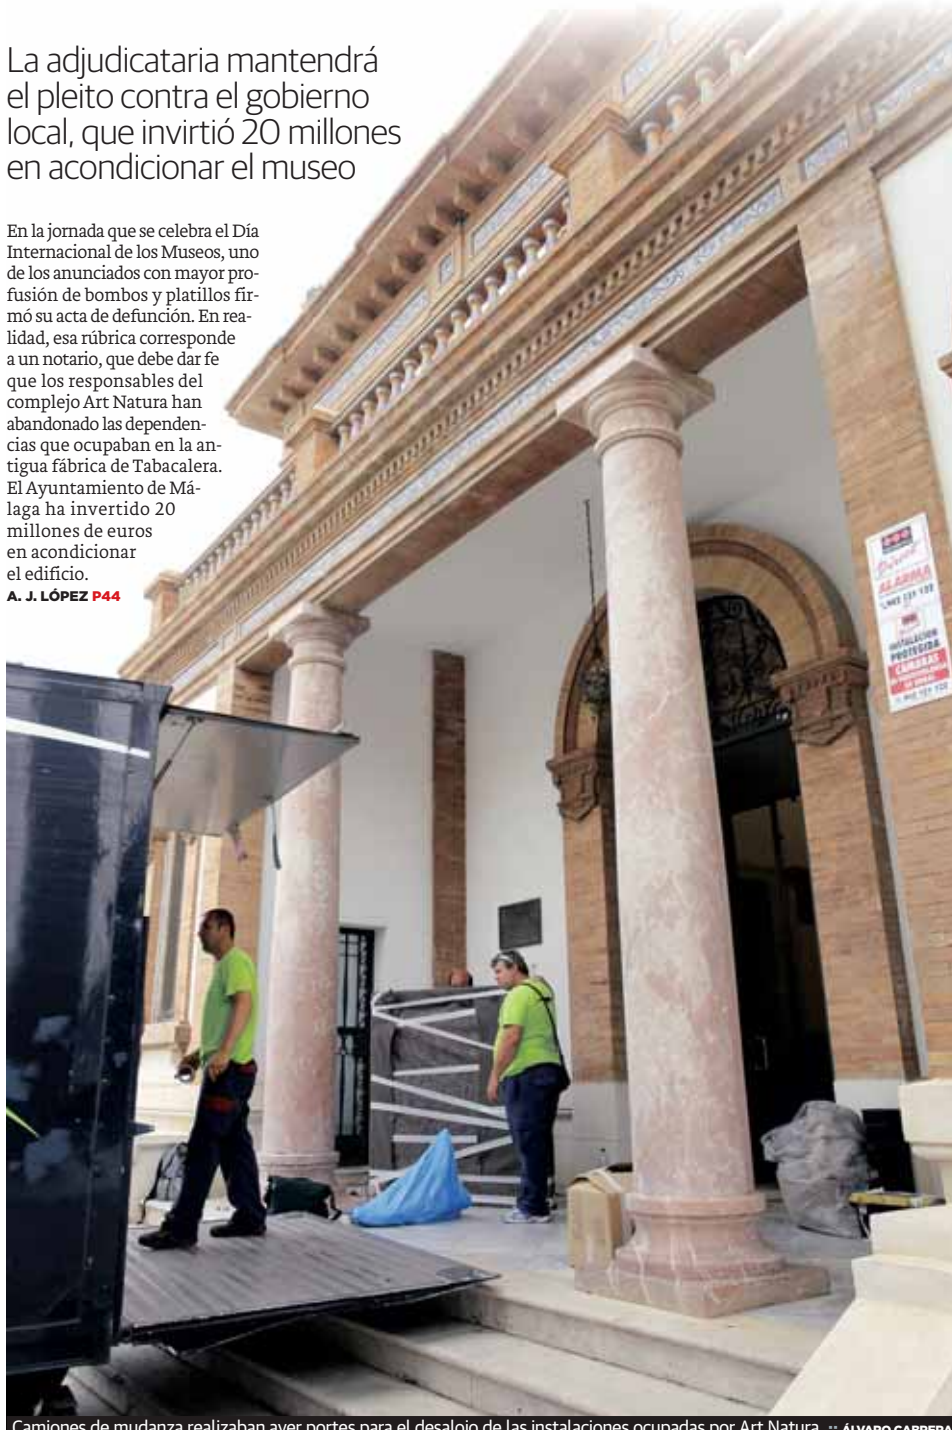 La adjudicataria mantendrá
el pleito contra el gobierno
local, que invirtió 20 millones
en acondicionar el museo
En la jornada que se celebra el Día
Internacional de los Museos, uno
de los anunciados con mayor pro-
fusión de bombos y platillos fir-
mó su acta de defunción. En rea-
lidad, esa rúbrica corresponde
a un notario, que debe dar fe
que los responsables del
complejo Art Natura han
abandonado las dependen-
cias que ocupaban en la an-
tigua fábrica de Tabacalera.
El Ayuntamiento de Má-
laga ha invertido 20
millones de euros
en acondicionar
el edificio.
A. J. LÓPEZ P44
ALARMA
902 131 132
INSTALACION
PROTEGIDA
CÁMARAS
Camiones de mudanza realizaban ayer portes para el desalojo de las instalaciones ocupadas por Art Natura. :: ÁLVARO CABRERA